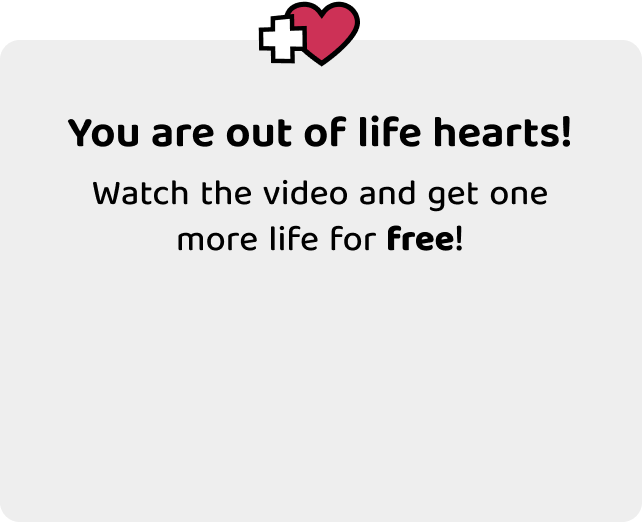 You are out of life hearts!
Watch the video and get one
more life for free!